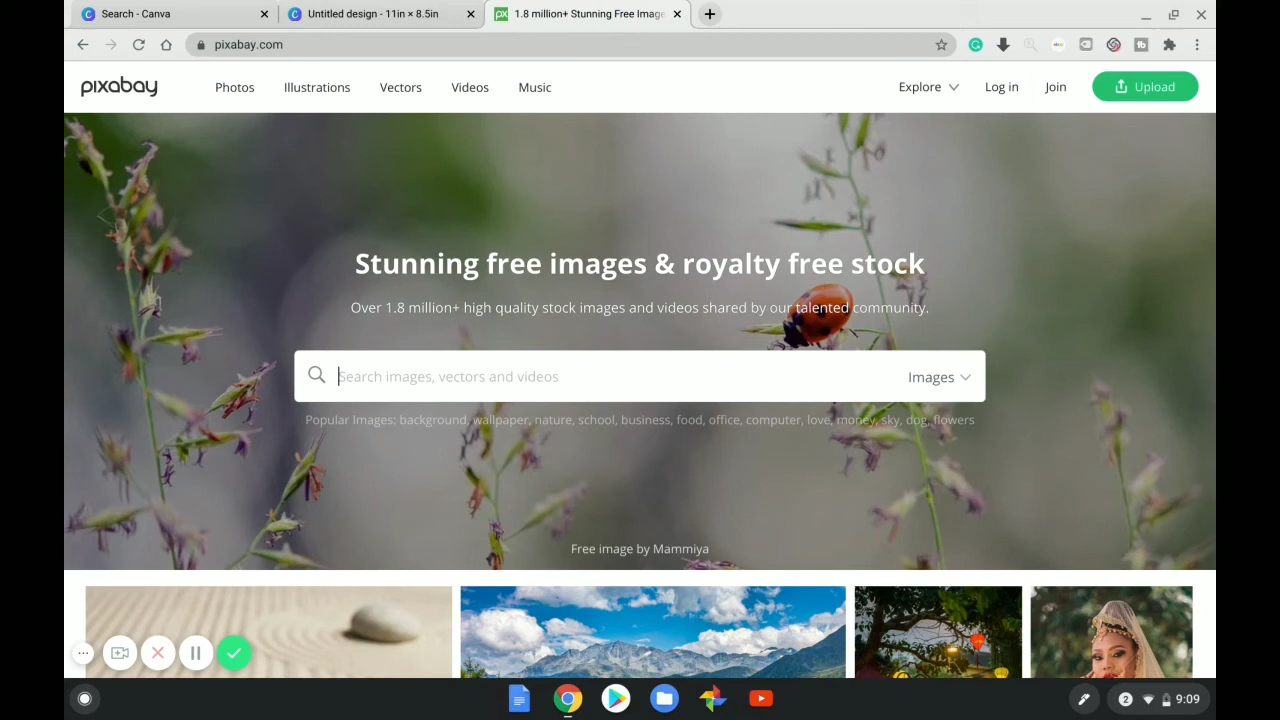 Search - Canva
Untitled design - 11in × 8.5in
1.8 million+ Stunning Free Image
pixabay.com
pixabay
Photos
Illustrations
Vectors
Videos
Music
Explore
Log in
Join
Upload
Stunning free images & royalty free stock
Over 1.8 million+ high quality stock images and videos shared by our talented community.
Search images, vectors and videos
Images
Popular Images: background, wallpaper, nature, school, business, food, office, computer, love, money, sky, dog, flowers
Free image by Mammiya
2
9:09